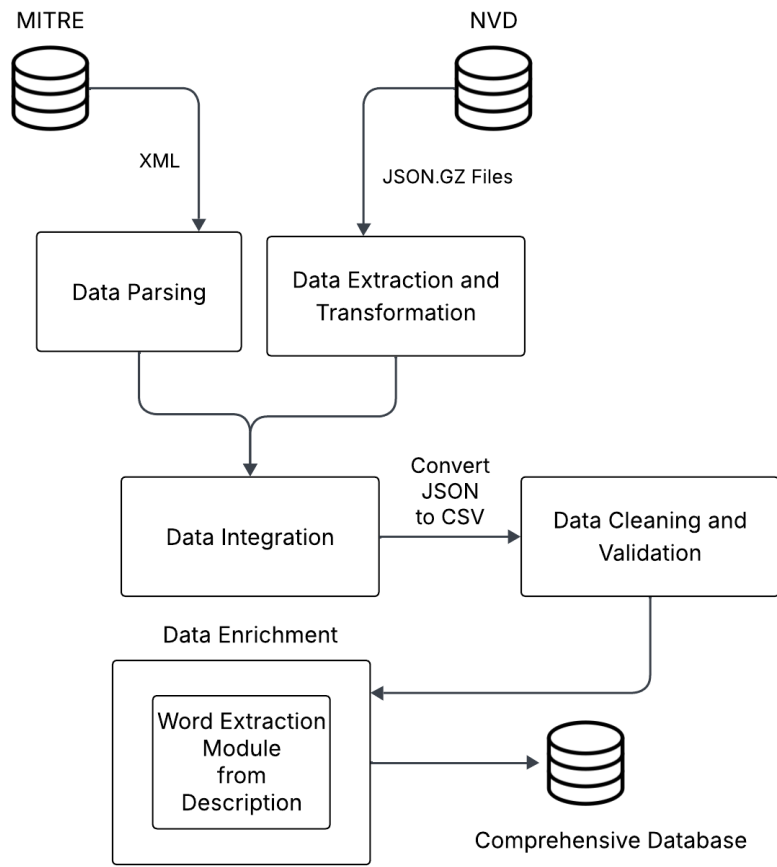 MITRE
NVD
XML
JSON.GZ Files
Data Parsing
Data Extraction and
Transformation
Convert
JSON
to CSV
Data Integration
Data Cleaning and
Validation
Data Enrichment
Word Extraction
Module
from
Description
Comprehensive Database